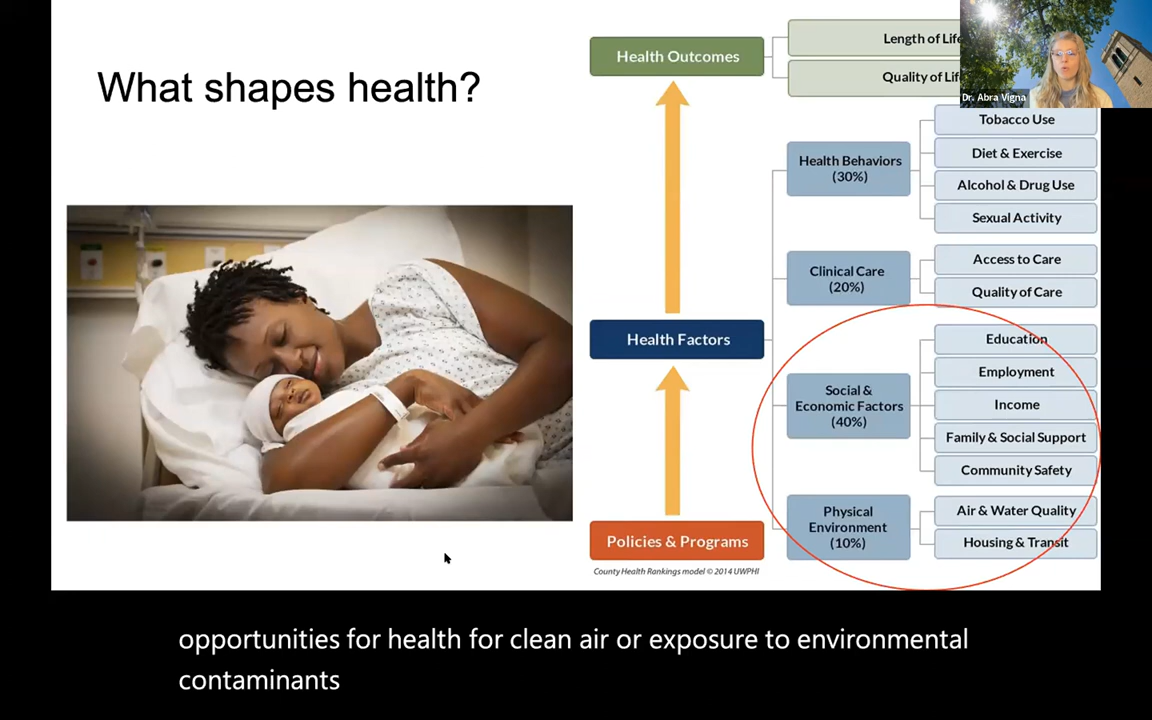 What shapes health?
Health Outcomes
Length of Life
Quality of Life
Dr. Abra Vigna
Tobacco Use
Health Behaviors
(30%)
Diet & Exercise
Alcohol & Drug Use
Sexual Activity
Clinical Care
(20%)
Access to Care
Quality of Care
Health Factors
Social &
Economic Factors
(40%)
Education
Employment
Income
Family & Social Support
Community Safety
Physical
Environment
(10%)
Air & Water Quality
Housing & Transit
Policies & Programs
County Health Rankings model © 2014 UWPHI
opportunities for health for clean air or exposure to environmental
contaminants